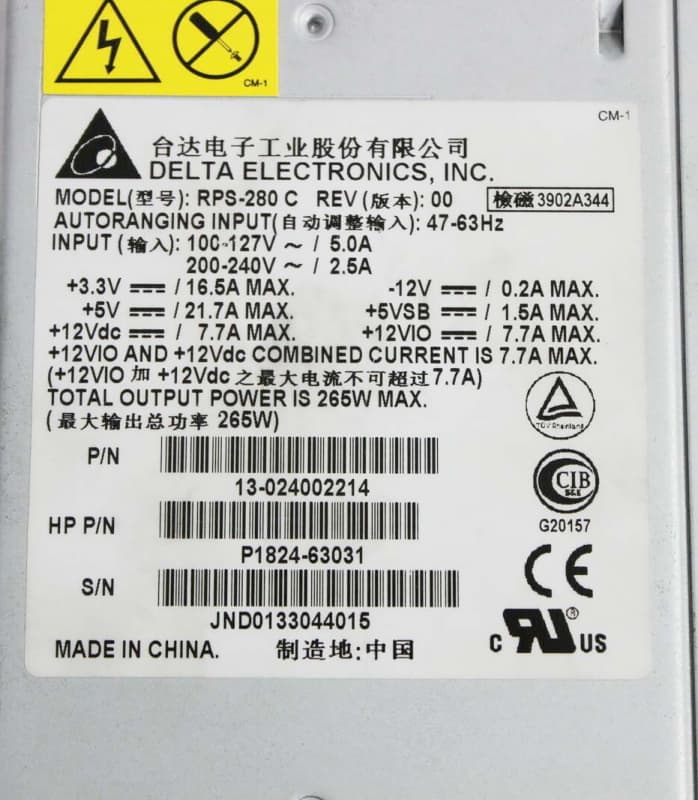 CM-1
CM-1
台达电子工业股份有限公司
DELTA ELECTRONICS, INC.
MODEL(型号): RPS-280 C REV(版本): 00 檢磁 3902A344
AUTORANGING INPUT(自动调整输入): 47-63Hz
INPUT(输入): 100-127V ~ / 5.0A
200-240V ~ / 2.5A
+3.3V ⎓ / 16.5A MAX. -12V ⎓ / 0.2A MAX.
+5V ⎓ / 21.7A MAX. +5VSB ⎓ / 1.5A MAX.
+12Vdc ⎓ / 7.7A MAX. +12VIO ⎓ / 7.7A MAX.
+12VIO AND +12Vdc COMBINED CURRENT IS 7.7A MAX.
(+12VIO 加 +12Vdc 之最大电流不可超过7.7A)
TOTAL OUTPUT POWER IS 265W MAX.
(最大输出总功率 265W)
TÜV Rheinland
P/N
13-024002214
CIB
B&E
G20157
HP P/N
P1824-63031
CE
S/N
JND0133044015
MADE IN CHINA. 制造地:中国
C RU ® US